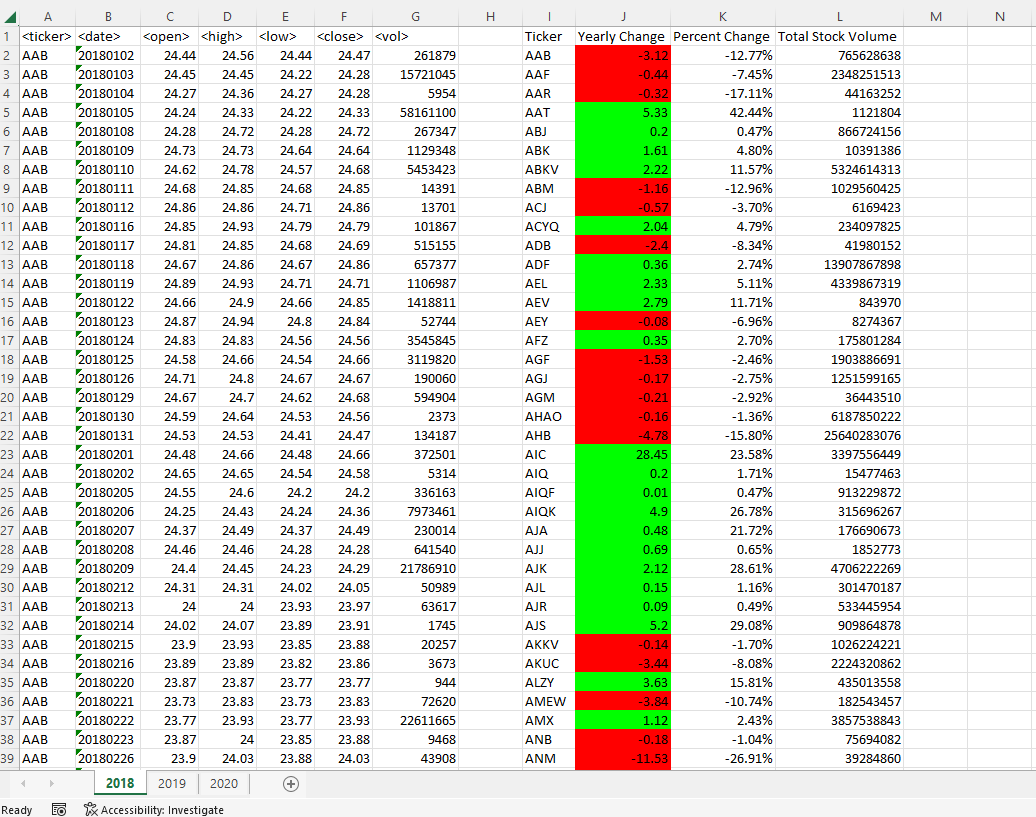 A B C D E F G H I J K L M N
1 <ticker> <date> <open> <high> <low> <close> <vol> Ticker Yearly Change Percent Change Total Stock Volume
2 AAB 20180102 24.44 24.56 24.44 24.47 261879 AAB -3.12 -12.77% 765628638
3 AAB 20180103 24.45 24.45 24.22 24.28 15721045 AAF -0.44 -7.45% 2348251513
4 AAB 20180104 24.27 24.36 24.27 24.28 5954 AAR -0.32 -17.11% 44163252
5 AAB 20180105 24.24 24.33 24.22 24.33 58161100 AAT 5.33 42.44% 1121804
6 AAB 20180108 24.28 24.72 24.28 24.72 267347 ABJ 0.2 0.47% 866724156
7 AAB 20180109 24.73 24.73 24.64 24.64 1129348 ABK 1.61 4.80% 10391386
8 AAB 20180110 24.62 24.78 24.57 24.68 5453423 ABKV 2.22 11.57% 5324614313
9 AAB 20180111 24.68 24.85 24.68 24.85 14391 ABM -1.16 -12.96% 1029560425
10 AAB 20180112 24.86 24.86 24.71 24.86 13701 ACJ -0.57 -3.70% 6169423
11 AAB 20180116 24.85 24.93 24.79 24.79 101867 ACYQ 2.04 4.79% 234097825
12 AAB 20180117 24.81 24.85 24.68 24.69 515155 ADB -2.4 -8.34% 41980152
13 AAB 20180118 24.67 24.86 24.67 24.86 657377 ADF 0.36 2.74% 13907867898
14 AAB 20180119 24.89 24.93 24.71 24.71 1106987 AEL 2.33 5.11% 4339867319
15 AAB 20180122 24.66 24.9 24.66 24.85 1418811 AEV 2.79 11.71% 843970
16 AAB 20180123 24.87 24.94 24.8 24.84 52744 AEY -0.08 -6.96% 8274367
17 AAB 20180124 24.83 24.83 24.56 24.56 3545845 AFZ 0.35 2.70% 175801284
18 AAB 20180125 24.58 24.66 24.54 24.66 3119820 AGF -1.53 -2.46% 1903886691
19 AAB 20180126 24.71 24.8 24.67 24.67 190060 AGJ -0.17 -2.75% 1251599165
20 AAB 20180129 24.67 24.7 24.62 24.68 594904 AGM -0.21 -2.92% 36443510
21 AAB 20180130 24.59 24.64 24.53 24.56 2373 AHAO -0.16 -1.36% 6187850222
22 AAB 20180131 24.53 24.53 24.41 24.47 134187 AHB -4.78 -15.80% 25640283076
23 AAB 20180201 24.48 24.66 24.48 24.66 372501 AIC 28.45 23.58% 3397556449
24 AAB 20180202 24.65 24.65 24.54 24.58 5314 AIQ 0.2 1.71% 15477463
25 AAB 20180205 24.55 24.6 24.2 24.2 336163 AIQF 0.01 0.47% 913229872
26 AAB 20180206 24.25 24.43 24.24 24.36 7973461 AIQK 4.9 26.78% 315696267
27 AAB 20180207 24.37 24.49 24.37 24.49 230014 AJA 0.48 21.72% 176690673
28 AAB 20180208 24.46 24.46 24.28 24.28 641540 AJJ 0.69 0.65% 1852773
29 AAB 20180209 24.4 24.45 24.23 24.29 21786910 AJK 2.12 28.61% 4706222269
30 AAB 20180212 24.31 24.31 24.02 24.05 50989 AJL 0.15 1.16% 301470187
31 AAB 20180213 24 24 23.93 23.97 63617 AJR 0.09 0.49% 533445954
32 AAB 20180214 24.02 24.07 23.89 23.91 1745 AJS 5.2 29.08% 909864878
33 AAB 20180215 23.9 23.93 23.85 23.88 20257 AKKV -0.14 -1.70% 1026224221
34 AAB 20180216 23.89 23.89 23.82 23.86 3673 AKUC -3.44 -8.08% 2224320862
35 AAB 20180220 23.87 23.87 23.77 23.77 944 ALZY 3.63 15.81% 435013558
36 AAB 20180221 23.73 23.83 23.73 23.83 72620 AMEW -3.84 -10.74% 182543457
37 AAB 20180222 23.77 23.93 23.77 23.93 22611665 AMX 1.12 2.43% 3857538843
38 AAB 20180223 23.87 24 23.85 23.88 9468 ANB -0.18 -1.04% 75694082
39 AAB 20180226 23.9 24.03 23.88 24.03 43908 ANM -11.53 -26.91% 39284860
2018 2019 2020
Ready Accessibility: Investigate